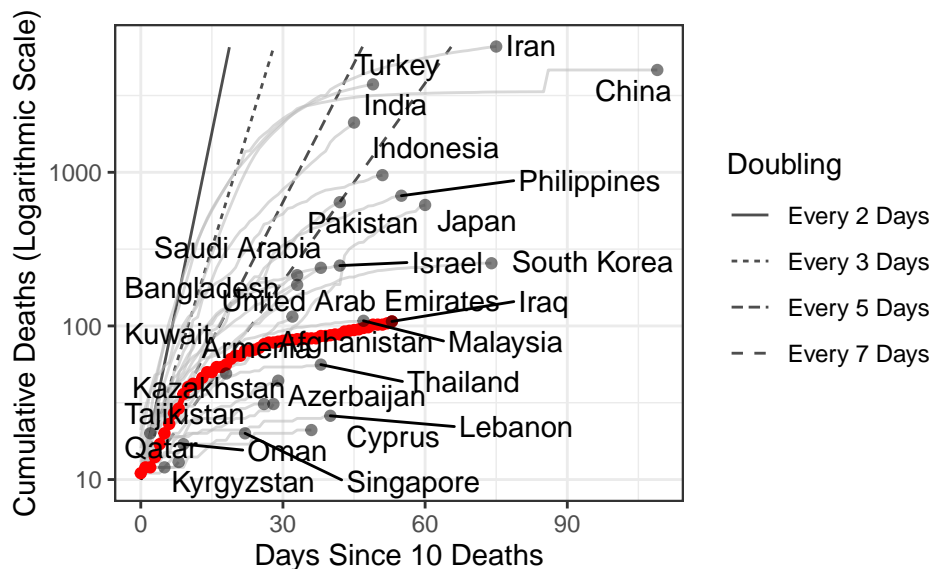 Cumulative Deaths (Logarithmic Scale)
1000
100
10
Iran
Turkey
China
India
Indonesia
Philippines
Pakistan
Japan
Saudi Arabia
Israel
South Korea
Bangladesh
United Arab Emirates
Iraq
Kuwait
Armenia
Afghanistan
Malaysia
Thailand
Kazakhstan
Azerbaijan
Tajikistan
Lebanon
Cyprus
Qatar
Oman
Kyrgyzstan
Singapore
0
30
60
90
Days Since 10 Deaths
Doubling
Every 2 Days
Every 3 Days
Every 5 Days
Every 7 Days